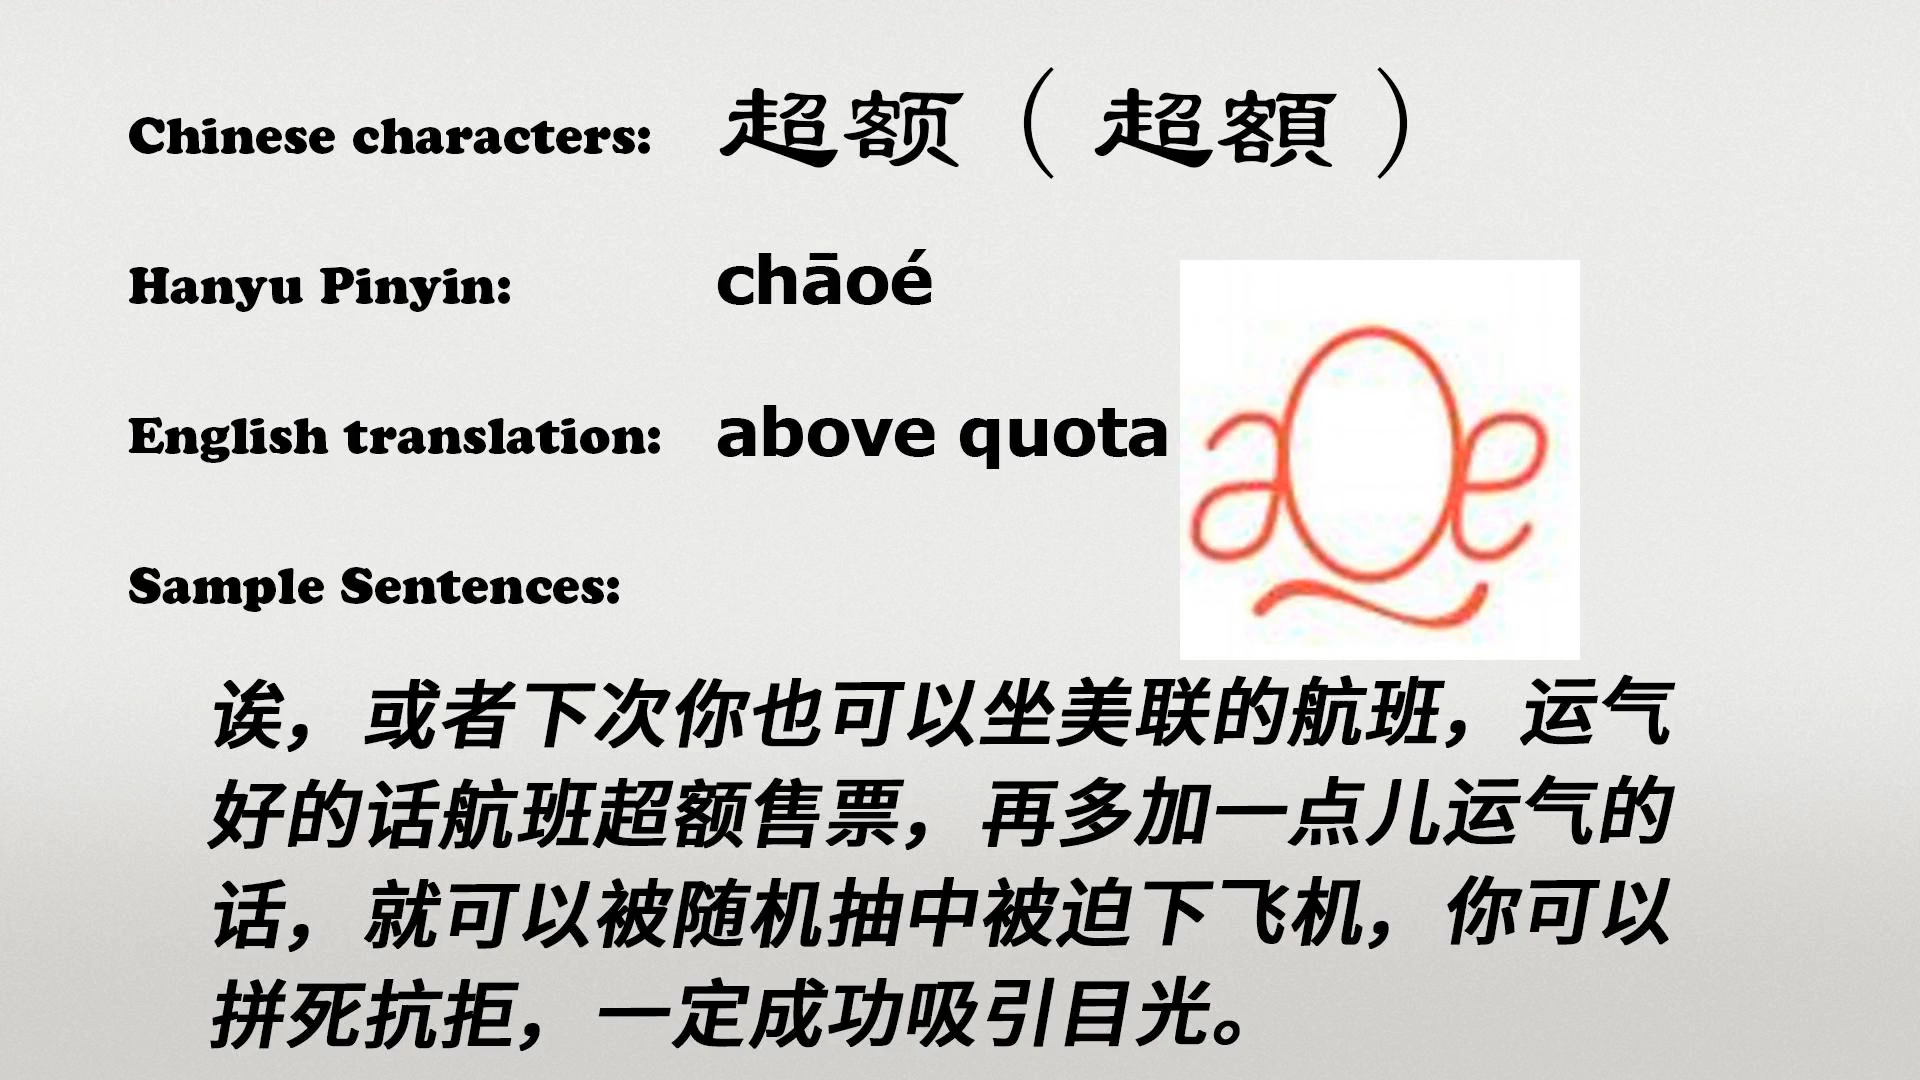 Chinese characters: 超额（超額）
Hanyu Pinyin: chāoé
English translation: above quota
aOe
Sample Sentences:
诶，或者下次你也可以坐美联的航班，运气
好的话航班超额售票，再多加一点儿运气的
话，就可以被随机抽中被迫下飞机，你可以
拼死抗拒，一定成功吸引目光。